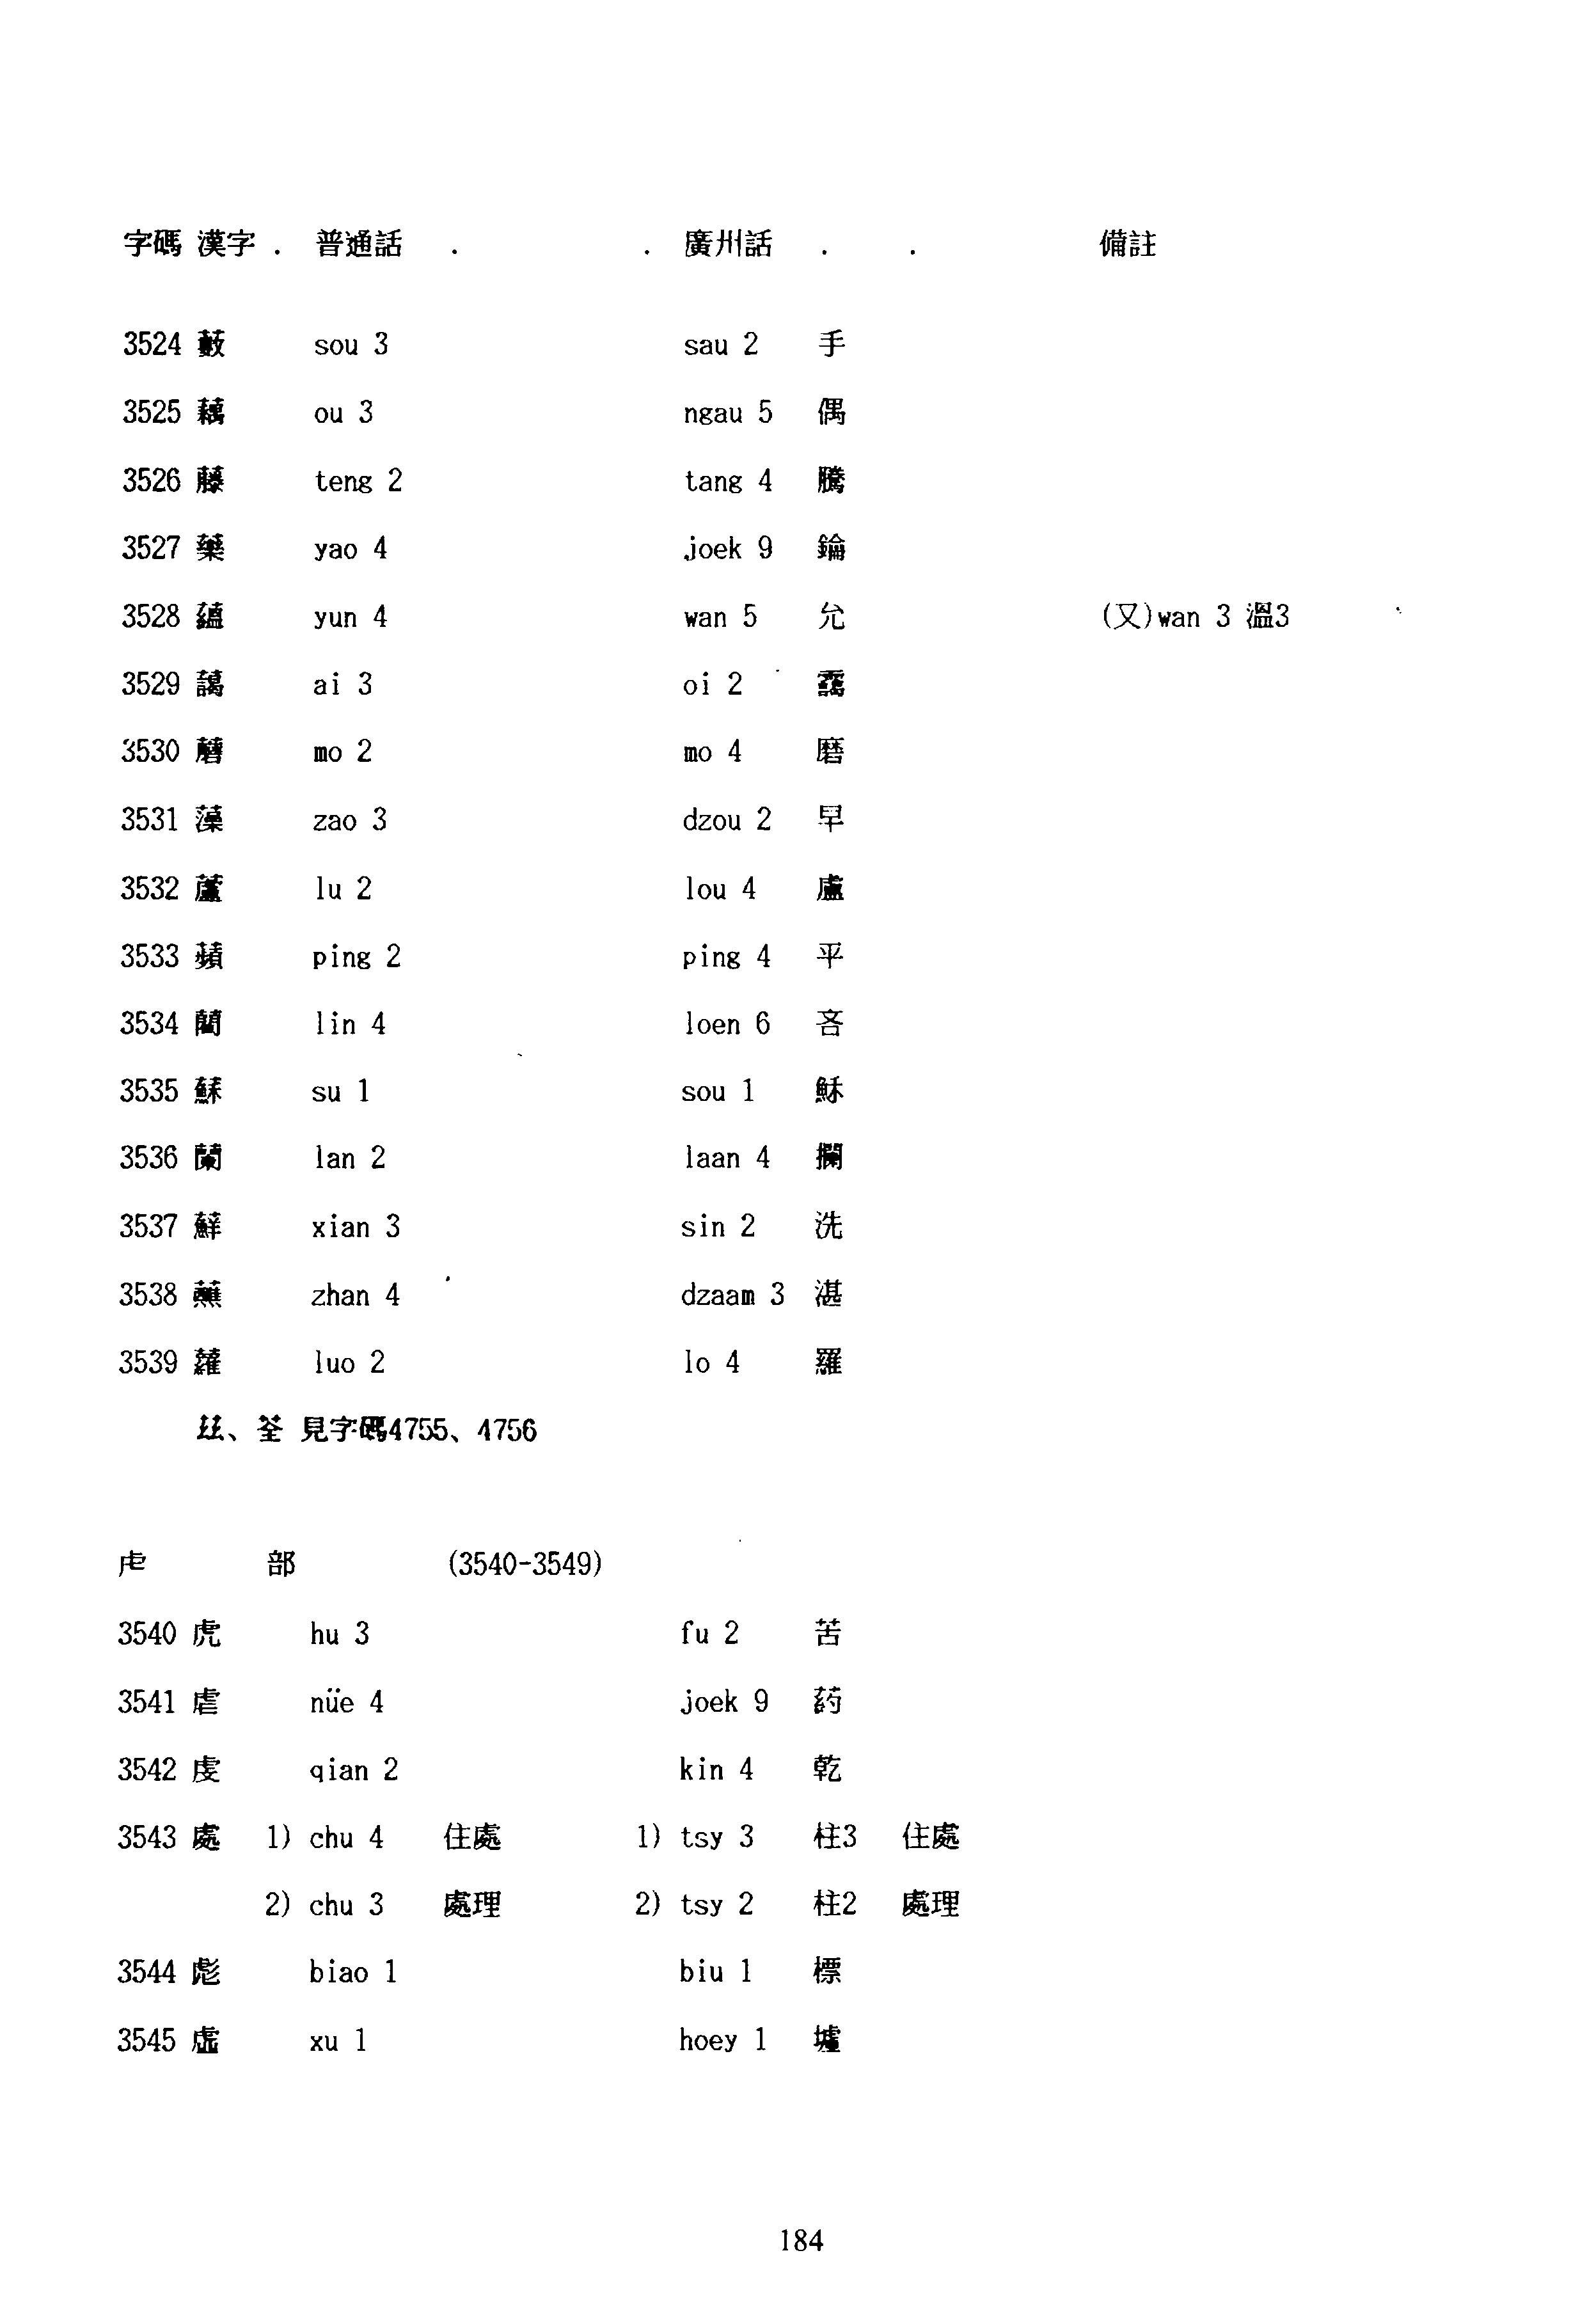 字碼 漢字 . 普通話 . . 廣州話 . . 備註
3524 藪 sou 3 sau 2 手
3525 藕 ou 3 ngau 5 偶
3526 藤 teng 2 tang 4 騰
3527 藥 yao 4 joek 9 鑰
3528 蘊 yun 4 wan 5 允 (又)wan 3 溫3
3529 藹 ai 3 oi 2 靄
3530 蘑 mo 2 mo 4 磨
3531 藻 zao 3 dzou 2 早
3532 蘆 lu 2 lou 4 盧
3533 蘋 ping 2 ping 4 平
3534 藺 lin 4 loen 6 吝
3535 蘇 su 1 sou 1 穌
3536 蘭 lan 2 laan 4 攔
3537 蘚 xian 3 sin 2 洗
3538 蘸 zhan 4 dzaam 3 湛
3539 蘿 luo 2 lo 4 羅
茲、荃 見字碼4755、4756
虍 部 (3540-3549)
3540 虎 hu 3 fu 2 苦
3541 虐 nüe 4 joek 9 葯
3542 虔 qian 2 kin 4 乾
3543 處 1) chu 4 住處 1) tsy 3 柱3 住處
2) chu 3 處理 2) tsy 2 柱2 處理
3544 彪 biao 1 biu 1 標
3545 虛 xu 1 hoey 1 墟
184